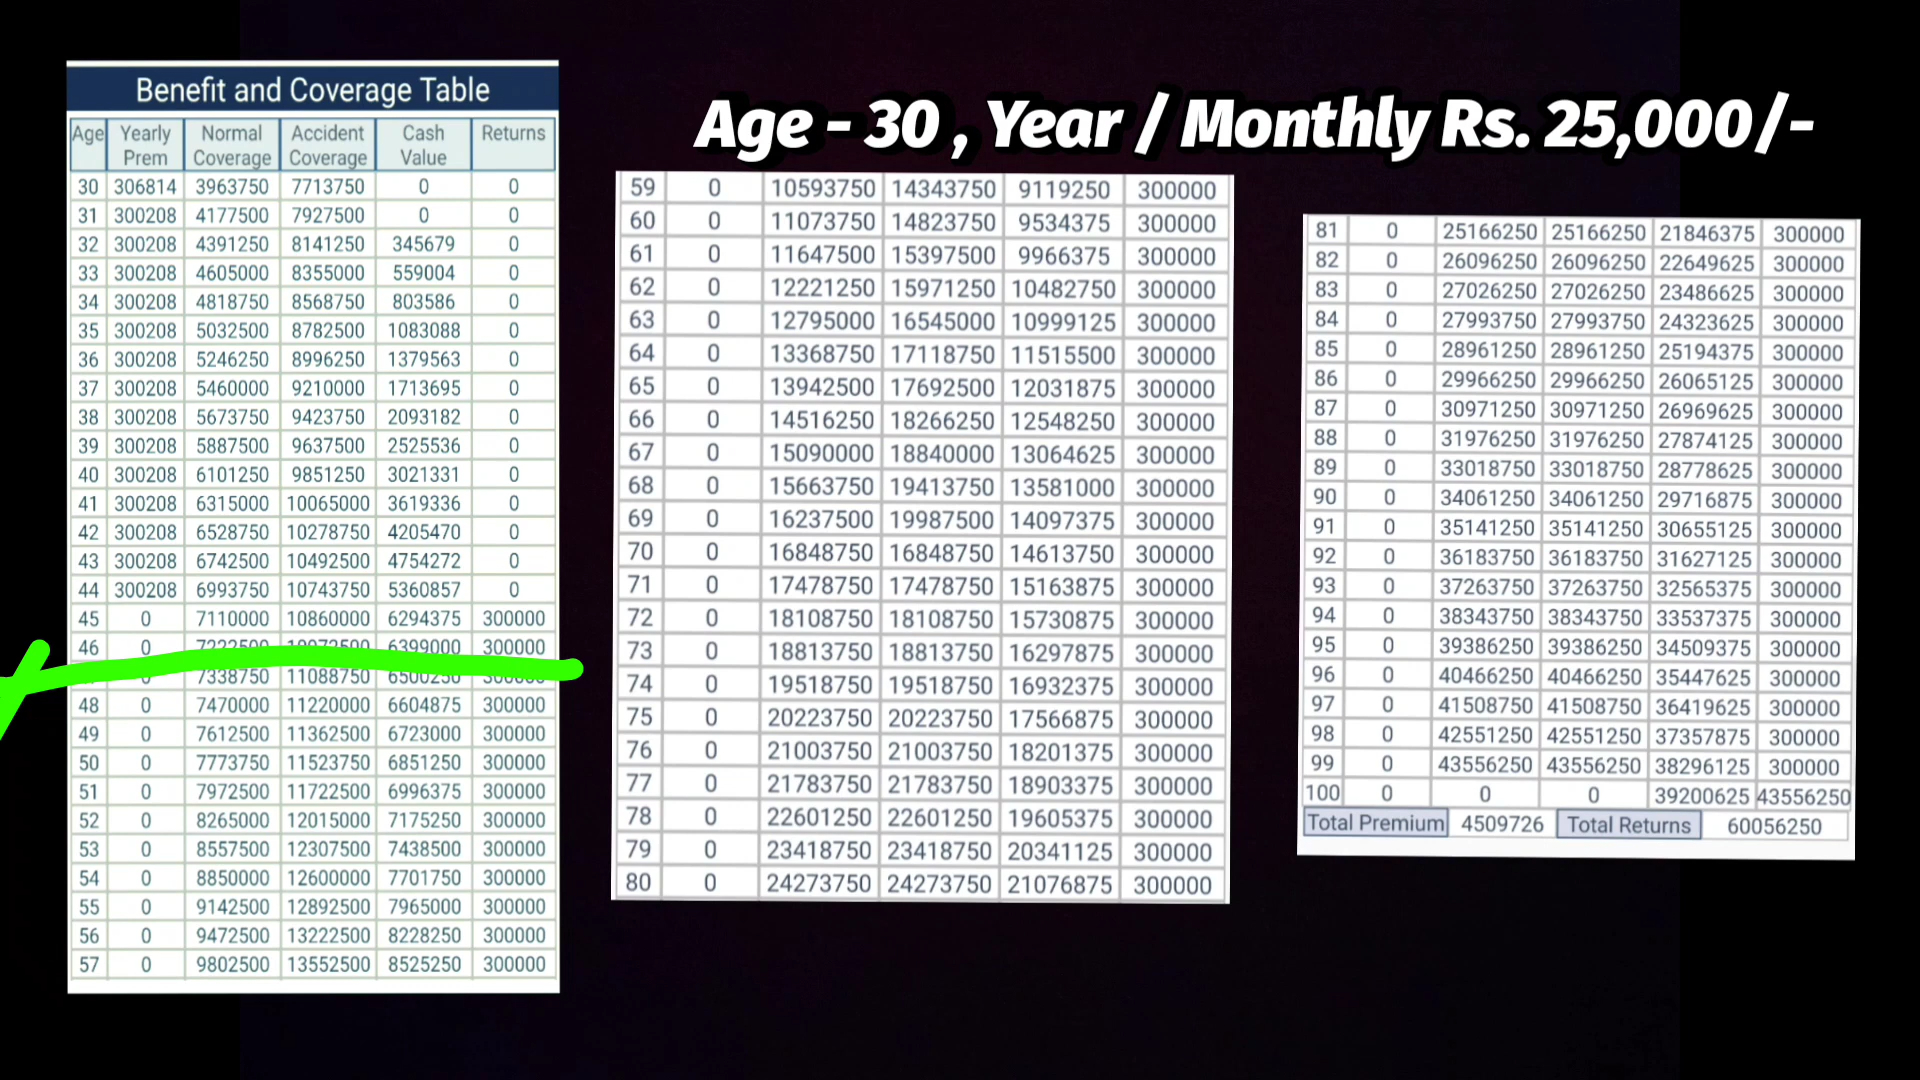 Benefit and Coverage Table
Age - 30 , Year / Monthly Rs. 25,000/-
Age Yearly Prem Normal Coverage Accident Coverage Cash Value Returns
30 306814 3963750 7713750 0 0
31 300208 4177500 7927500 0 0
32 300208 4391250 8141250 345679 0
33 300208 4605000 8355000 559004 0
34 300208 4818750 8568750 803586 0
35 300208 5032500 8782500 1083088 0
36 300208 5246250 8996250 1379563 0
37 300208 5460000 9210000 1713695 0
38 300208 5673750 9423750 2093182 0
39 300208 5887500 9637500 2525536 0
40 300208 6101250 9851250 3021331 0
41 300208 6315000 10065000 3619336 0
42 300208 6528750 10278750 4205470 0
43 300208 6742500 10492500 4754272 0
44 300208 6993750 10743750 5360857 0
45 0 7110000 10860000 6294375 300000
46 0 7222500 10972500 6399000 300000
7338750 11088750 6500250 300000
48 0 7470000 11220000 6604875 300000
49 0 7612500 11362500 6723000 300000
50 0 7773750 11523750 6851250 300000
51 0 7972500 11722500 6996375 300000
52 0 8265000 12015000 7175250 300000
53 0 8557500 12307500 7438500 300000
54 0 8850000 12600000 7701750 300000
55 0 9142500 12892500 7965000 300000
56 0 9472500 13222500 8228250 300000
57 0 9802500 13552500 8525250 300000
59 0 10593750 14343750 9119250 300000
60 0 11073750 14823750 9534375 300000
61 0 11647500 15397500 9966375 300000
62 0 12221250 15971250 10482750 300000
63 0 12795000 16545000 10999125 300000
64 0 13368750 17118750 11515500 300000
65 0 13942500 17692500 12031875 300000
66 0 14516250 18266250 12548250 300000
67 0 15090000 18840000 13064625 300000
68 0 15663750 19413750 13581000 300000
69 0 16237500 19987500 14097375 300000
70 0 16848750 16848750 14613750 300000
71 0 17478750 17478750 15163875 300000
72 0 18108750 18108750 15730875 300000
73 0 18813750 18813750 16297875 300000
74 0 19518750 19518750 16932375 300000
75 0 20223750 20223750 17566875 300000
76 0 21003750 21003750 18201375 300000
77 0 21783750 21783750 18903375 300000
78 0 22601250 22601250 19605375 300000
79 0 23418750 23418750 20341125 300000
80 0 24273750 24273750 21076875 300000
81 0 25166250 25166250 21846375 300000
82 0 26096250 26096250 22649625 300000
83 0 27026250 27026250 23486625 300000
84 0 27993750 27993750 24323625 300000
85 0 28961250 28961250 25194375 300000
86 0 29966250 29966250 26065125 300000
87 0 30971250 30971250 26969625 300000
88 0 31976250 31976250 27874125 300000
89 0 33018750 33018750 28778625 300000
90 0 34061250 34061250 29716875 300000
91 0 35141250 35141250 30655125 300000
92 0 36183750 36183750 31627125 300000
93 0 37263750 37263750 32565375 300000
94 0 38343750 38343750 33537375 300000
95 0 39386250 39386250 34509375 300000
96 0 40466250 40466250 35447625 300000
97 0 41508750 41508750 36419625 300000
98 0 42551250 42551250 37357875 300000
99 0 43556250 43556250 38296125 300000
100 0 0 0 39200625 43556250
Total Premium 4509726 Total Returns 60056250